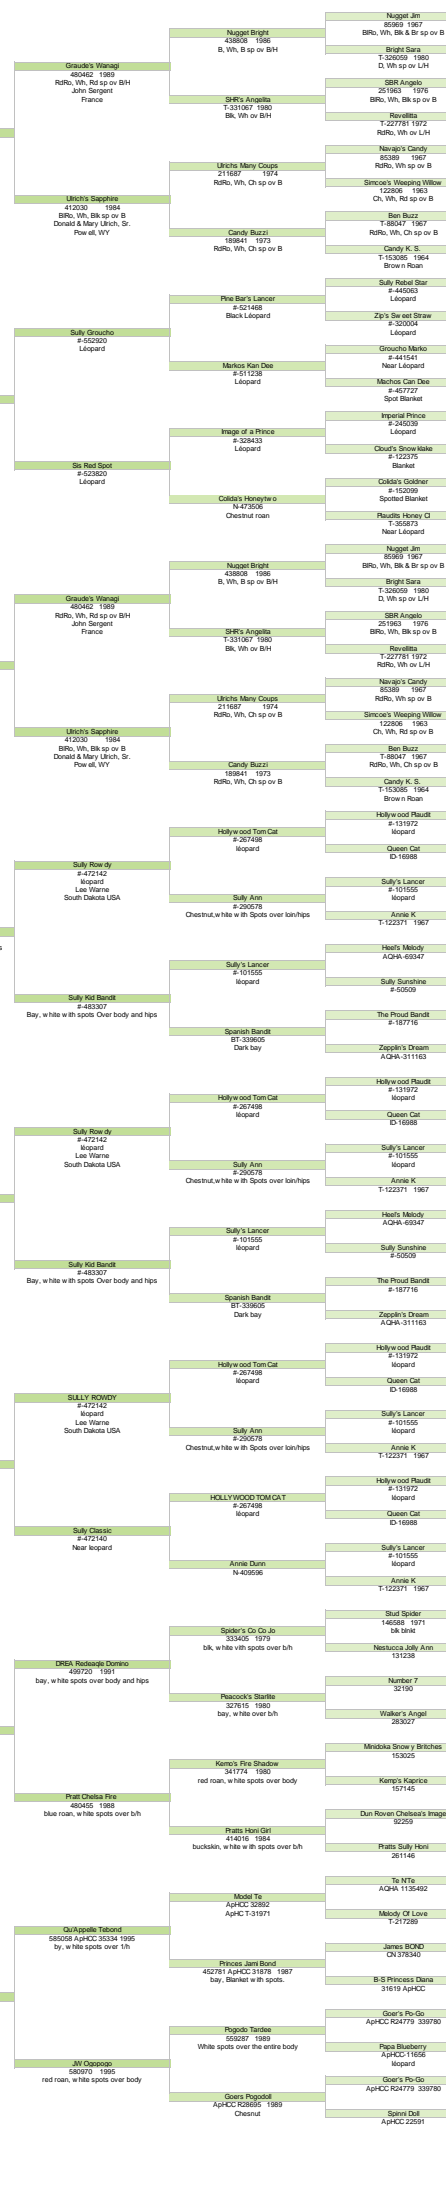 Nugget Jim
85969 1967
BlRo, Wh, Blk & Br sp ov B
Nugget Bright
438808 1986
B, Wh, B sp ov B/H
Bright Sara
T-326059 1980
D, Wh sp ov L/H
Graude's Wanagi
480462 1989
RdRo, Wh, Rd sp ov B/H
John Sergent
France
SBR Angelo
251963 1976
BlRo, Wh, Blk sp ov B
SHR's Angelita
T-331067 1980
Blk, Wh ov B/H
Revellitta
T-227781 1972
RdRo, Wh ov L/H
Navajo's Candy
85389 1967
RdRo, Wh sp ov B
Ulrichs Many Coups
211687 1974
RdRo, Wh, Ch sp ov B
Simcoe's Weeping Willow
122806 1963
Ch, Wh, Rd sp ov B
Ulrich's Sapphire
412030 1984
BlRo, Wh, Blk sp ov B
Donald & Mary Ulrich, Sr.
Powell, WY
Ben Buzz
T-88047 1967
RdRo, Wh, Ch sp ov B
Candy Buzzi
189841 1973
RdRo, Wh, Ch sp ov B
Candy K. S.
T-153085 1964
Brown Roan
Sully Rebel Star
#-445063
Léopard
Pine Bar's Lancer
#-521468
Black Léopard
Zip's Sweet Straw
#-320004
Léopard
Sully Groucho
#-552920
Léopard
Groucho Marko
#-441541
Near Léopard
Markos Kan Dee
#-511238
Léopard
Machos Can Dee
#-457727
Spot Blanket
Imperial Prince
#-245039
Léopard
Image of a Prince
#-328433
Léopard
Cloud's Snow klake
#-122375
Blanket
Sis Red Spot
#-523820
Léopard
Colida's Goldner
#-152099
Spotted Blanket
Colida's Honeytwo
N-473506
Chestnut roan
Plaudits Honey Cl
T-355873
Near Léopard
Nugget Jim
85969 1967
BlRo, Wh, Blk & Br sp ov B
Nugget Bright
438808 1986
B, Wh, B sp ov B/H
Bright Sara
T-326059 1980
D, Wh sp ov L/H
Graude's Wanagi
480462 1989
RdRo, Wh, Rd sp ov B/H
John Sergent
France
SBR Angelo
251963 1976
BlRo, Wh, Blk sp ov B
SHR's Angelita
T-331067 1980
Blk, Wh ov B/H
Revellitta
T-227781 1972
RdRo, Wh ov L/H
Navajo's Candy
85389 1967
RdRo, Wh sp ov B
Ulrichs Many Coups
211687 1974
RdRo, Wh, Ch sp ov B
Simcoe's Weeping Willow
122806 1963
Ch, Wh, Rd sp ov B
Ulrich's Sapphire
412030 1984
BlRo, Wh, Blk sp ov B
Donald & Mary Ulrich, Sr.
Powell, WY
Ben Buzz
T-88047 1967
RdRo, Wh, Ch sp ov B
Candy Buzzi
189841 1973
RdRo, Wh, Ch sp ov B
Candy K. S.
T-153085 1964
Brown Roan
Hollywood Plaudit
#-131972
léopard
Hollywood Tom Cat
#-267498
léopard
Queen Cat
ID-16988
Sully Rowdy
#-472142
léopard
Lee Warne
South Dakota USA
Sully's Lancer
#-101555
léopard
Sully Ann
#-290578
Chestnut,white with Spots over loin/hips
Annie K
T-122371 1967
s
Heel's Melody
AQHA-69347
Sully's Lancer
#-101555
léopard
Sully Sunshine
#-50509
Sully Kid Bandit
#-483307
Bay, white with spots Over body and hips
The Proud Bandit
#-187716
Spanish Bandit
BT-339605
Dark bay
Zepplin's Dream
AQHA-311163
Hollywood Plaudit
#-131972
léopard
Hollywood Tom Cat
#-267498
léopard
Queen Cat
ID-16988
Sully Rowdy
#-472142
léopard
Lee Warne
South Dakota USA
Sully's Lancer
#-101555
léopard
Sully Ann
#-290578
Chestnut,white with Spots over loin/hips
Annie K
T-122371 1967
Heel's Melody
AQHA-69347
Sully's Lancer
#-101555
léopard
Sully Sunshine
#-50509
Sully Kid Bandit
#-483307
Bay, white with spots Over body and hips
The Proud Bandit
#-187716
Spanish Bandit
BT-339605
Dark bay
Zepplin's Dream
AQHA-311163
Hollywood Plaudit
#-131972
léopard
Hollywood Tom Cat
#-267498
léopard
Queen Cat
ID-16988
SULLY ROWDY
#-472142
léopard
Lee Warne
South Dakota USA
Sully's Lancer
#-101555
léopard
Sully Ann
#-290578
Chestnut,white with Spots over loin/hips
Annie K
T-122371 1967
Hollywood Plaudit
#-131972
léopard
HOLLYWOOD TOM CAT
#-267498
léopard
Queen Cat
ID-16988
Sully Classic
#-472140
Near leopard
Sully's Lancer
#-101555
léopard
Annie Dunn
N-409596
Annie K
T-122371 1967
Stud Spider
146588 1971
blk blnkt
Spider's Co Co Jo
333405 1979
blk, white vith spots over b/h
Nestucca Jolly Ann
131238
DREA Redeagle Domino
499720 1991
bay, white spots over body and hips
Number 7
32190
Peacock's Starlite
327615 1980
bay, white over b/h
Walker's Angel
283027
Minidoka Snowy Britches
153025
Kemo's Fire Shadow
341774 1980
red roan, white spots over body
Kemp's Kaprice
157145
Pratt Chelsa Fire
480455 1988
blue roan, white spots over b/h
Dun Roven Chelsea's Image
92259
Pratts Honi Girl
414016 1984
buckskin, white with spots over b/h
Pratts Sully Honi
261146
Te N'Te
AQHA 1135492
Model Te
ApHCC 32892
ApHC T-31971
Melody Of Love
T-217289
Qu'Appelle Tebond
585058 ApHCC 35334 1995
by, white spots over 1/h
James BOND
CN 378340
Princes Jami Bond
452781 ApHCC 31878 1987
bay, Blanket with spots.
B-S Princess Diana
31619 ApHCC
Goer's Po-Go
ApHCC R24779 339780
Pogodo Tardee
559287 1989
White spots over the entire body
Papa Blueberry
ApHCC-11656
léopard
JW Ogopogo
580970 1995
red roan, white spots over body
Goer's Po-Go
ApHCC R24779 339780
Goers Pogodoll
ApHCC R28695 1989
Chesnut
Spinni Doll
ApHCC 22591